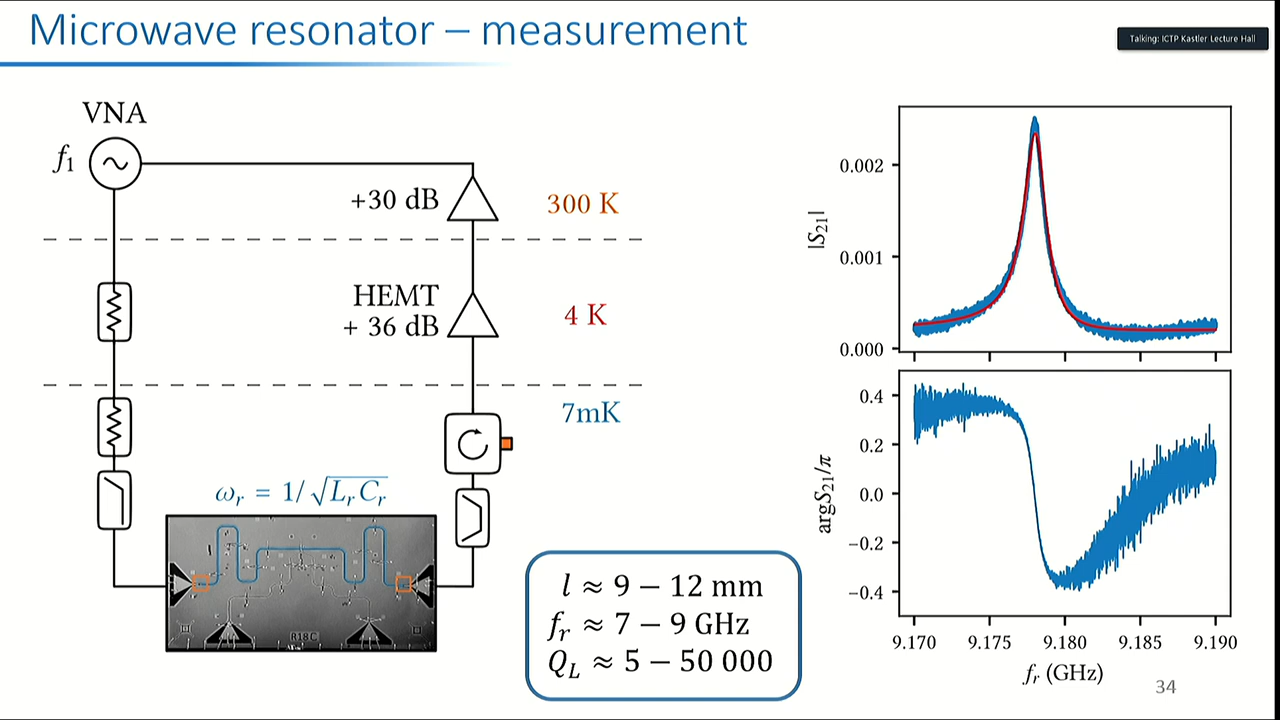 Microwave resonator – measurement
Talking: ICTP Kastler Lecture Hall
VNA
f₁
+30 dB
300 K
HEMT
+ 36 dB
4 K
7mK
ωᵣ = 1/√LᵣCᵣ
R18C
l ≈ 9 – 12 mm
fᵣ ≈ 7 – 9 GHz
Q_L ≈ 5 – 50 000
|S₂₁|
0.002
0.001
0.000
argS₂₁/π
0.4
0.2
0.0
−0.2
−0.4
9.170 9.175 9.180 9.185 9.190
fᵣ (GHz)
34